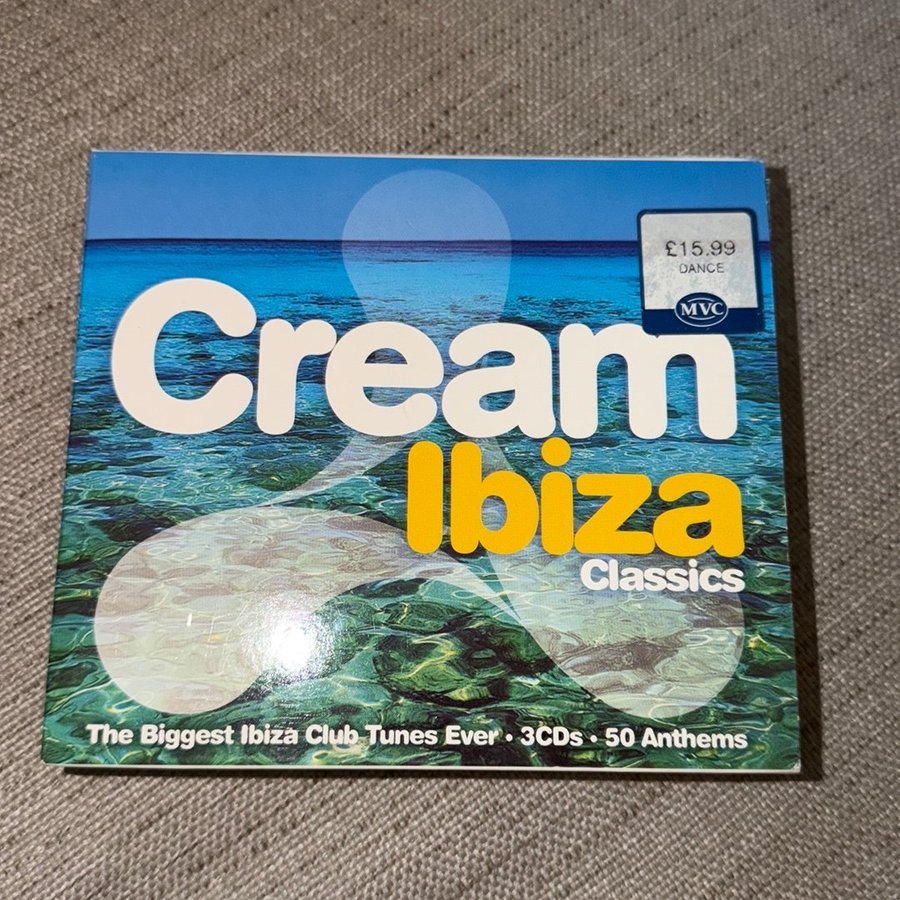 £15.99
DANCE
MVC
Cream
Ibiza
Classics
The Biggest Ibiza Club Tunes Ever • 3CDs • 50 Anthems